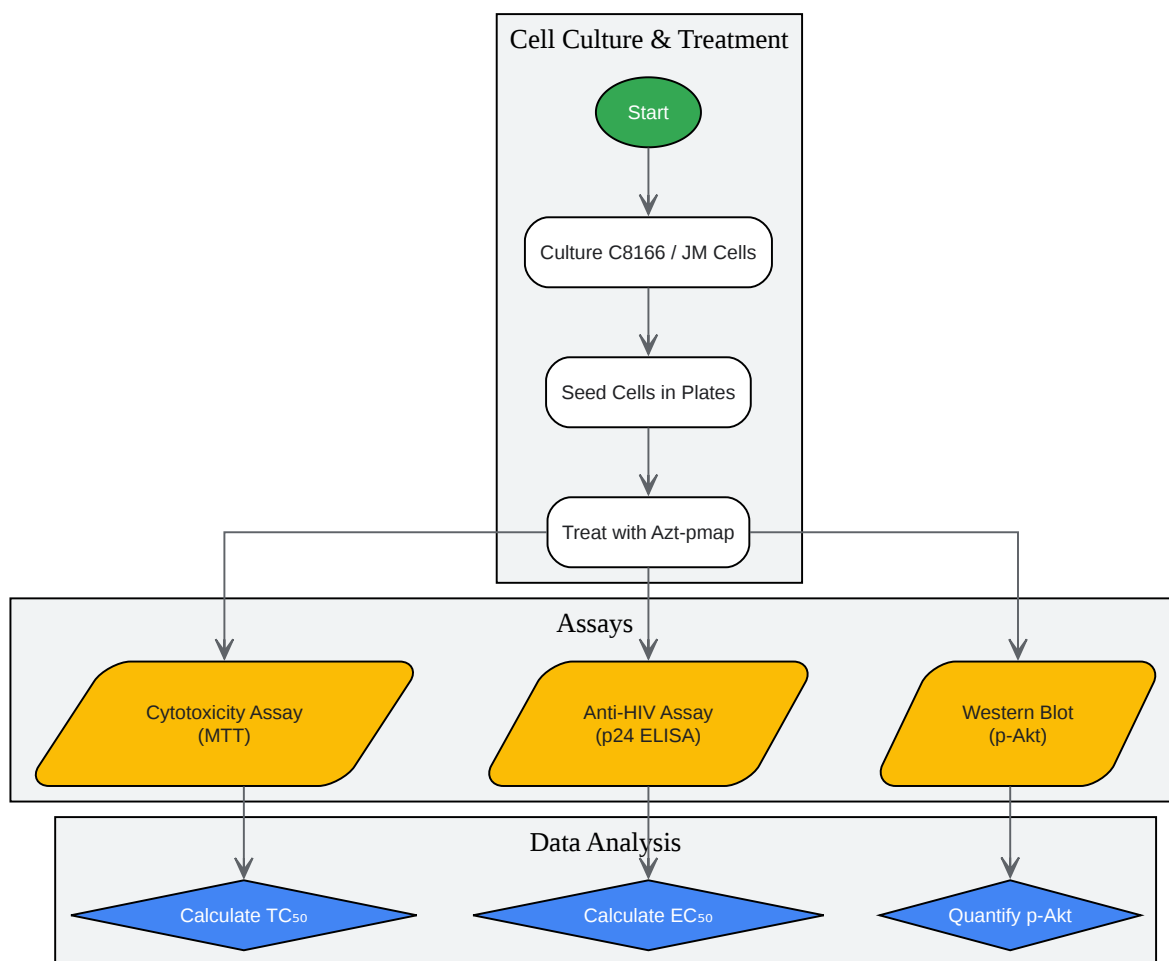 Cell Culture & Treatment
Start
Culture C8166 / JM Cells
Seed Cells in Plates
Treat with Azt-pmap
Assays
Cytotoxicity Assay
(MTT)
Anti-HIV Assay
(p24 ELISA)
Western Blot
(p-Akt)
Data Analysis
Calculate TC₅₀
Calculate EC₅₀
Quantify p-Akt